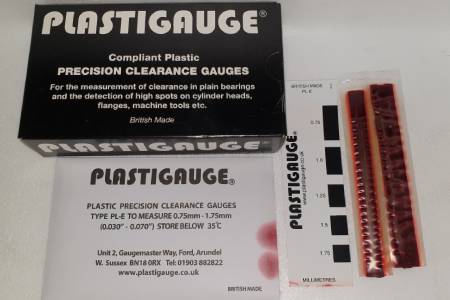 PLASTIGAUGE®
Compliant Plastic
PRECISION CLEARANCE GAUGES
For the measurement of clearance in plain bearings
and the detection of high spots on cylinder heads,
flanges, machine tools etc.
British Made
PLASTIGAUGE®
PLASTIC PRECISION CLEARANCE GAUGES
TYPE PL-E TO MEASURE 0.75mm - 1.75mm
(0.030" - 0.070") STORE BELOW 35°C
Unit 2, Gaugemaster Way, Ford, Arundel
W. Sussex BN18 0RX Tel: 01903 882822
www.plastigauge.co.uk
BRITISH MADE
BRITISH MADE
PL-E
PLASTIGAUGE®
www.plastigauge.co.uk
0.75
1.0
1.25
1.5
1.75
MILLIMETRES